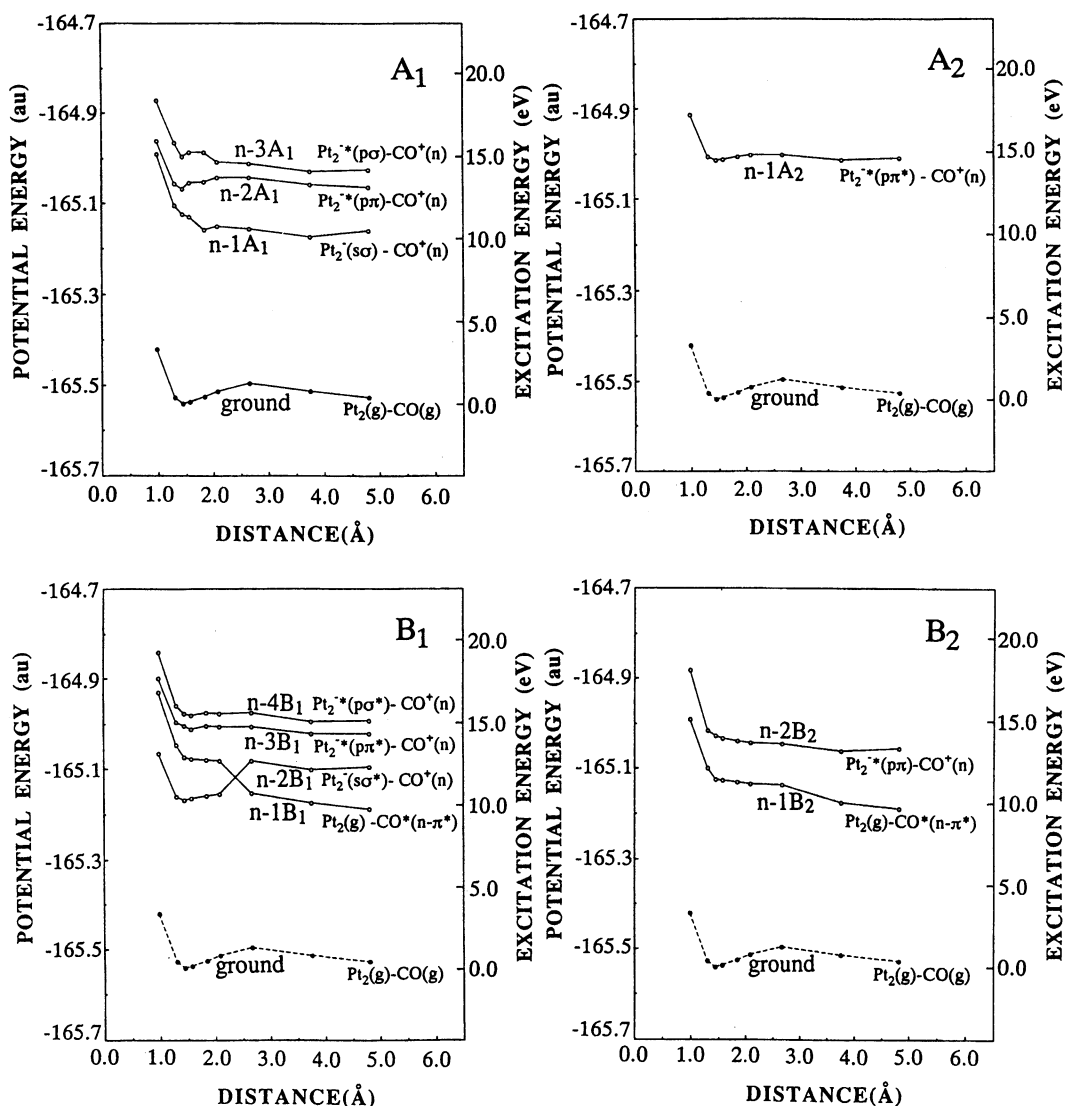 A1
POTENTIAL ENERGY (au)
-164.7
-164.9
-165.1
-165.3
-165.5
-165.7
n-3A1 Pt2-*(pσ)-CO+(n)
n-2A1 Pt2-*(pπ)-CO+(n)
n-1A1 Pt2-(sσ) - CO+(n)
ground Pt2(g)-CO(g)
20.0
15.0
10.0
5.0
0.0
EXCITATION ENERGY (eV)
0.0 1.0 2.0 3.0 4.0 5.0 6.0
DISTANCE(Å)
A2
POTENTIAL ENERGY (au)
-164.7
-164.9
-165.1
-165.3
-165.5
-165.7
n-1A2 Pt2-*(pπ*) - CO+(n)
ground Pt2(g)-CO(g)
20.0
15.0
10.0
5.0
0.0
EXCITATION ENERGY (eV)
0.0 1.0 2.0 3.0 4.0 5.0 6.0
DISTANCE(Å)
B1
POTENTIAL ENERGY (au)
-164.7
-164.9
-165.1
-165.3
-165.5
-165.7
n-4B1 Pt2-*(pσ*)- CO+(n)
n-3B1 Pt2-*(pπ*)-CO+(n)
n-2B1 Pt2-(sσ*)- CO+(n)
n-1B1 Pt2(g) -CO*(n-π*)
ground Pt2(g)-CO(g)
20.0
15.0
10.0
5.0
0.0
EXCITATION ENERGY (eV)
0.0 1.0 2.0 3.0 4.0 5.0 6.0
DISTANCE(Å)
B2
POTENTIAL ENERGY (au)
-164.7
-164.9
-165.1
-165.3
-165.5
-165.7
n-2B2
Pt2-*(pπ)-CO+(n)
n-1B2
Pt2(g)-CO*(n-π*)
ground Pt2(g)-CO(g)
20.0
15.0
10.0
5.0
0.0
EXCITATION ENERGY (eV)
0.0 1.0 2.0 3.0 4.0 5.0 6.0
DISTANCE(Å)